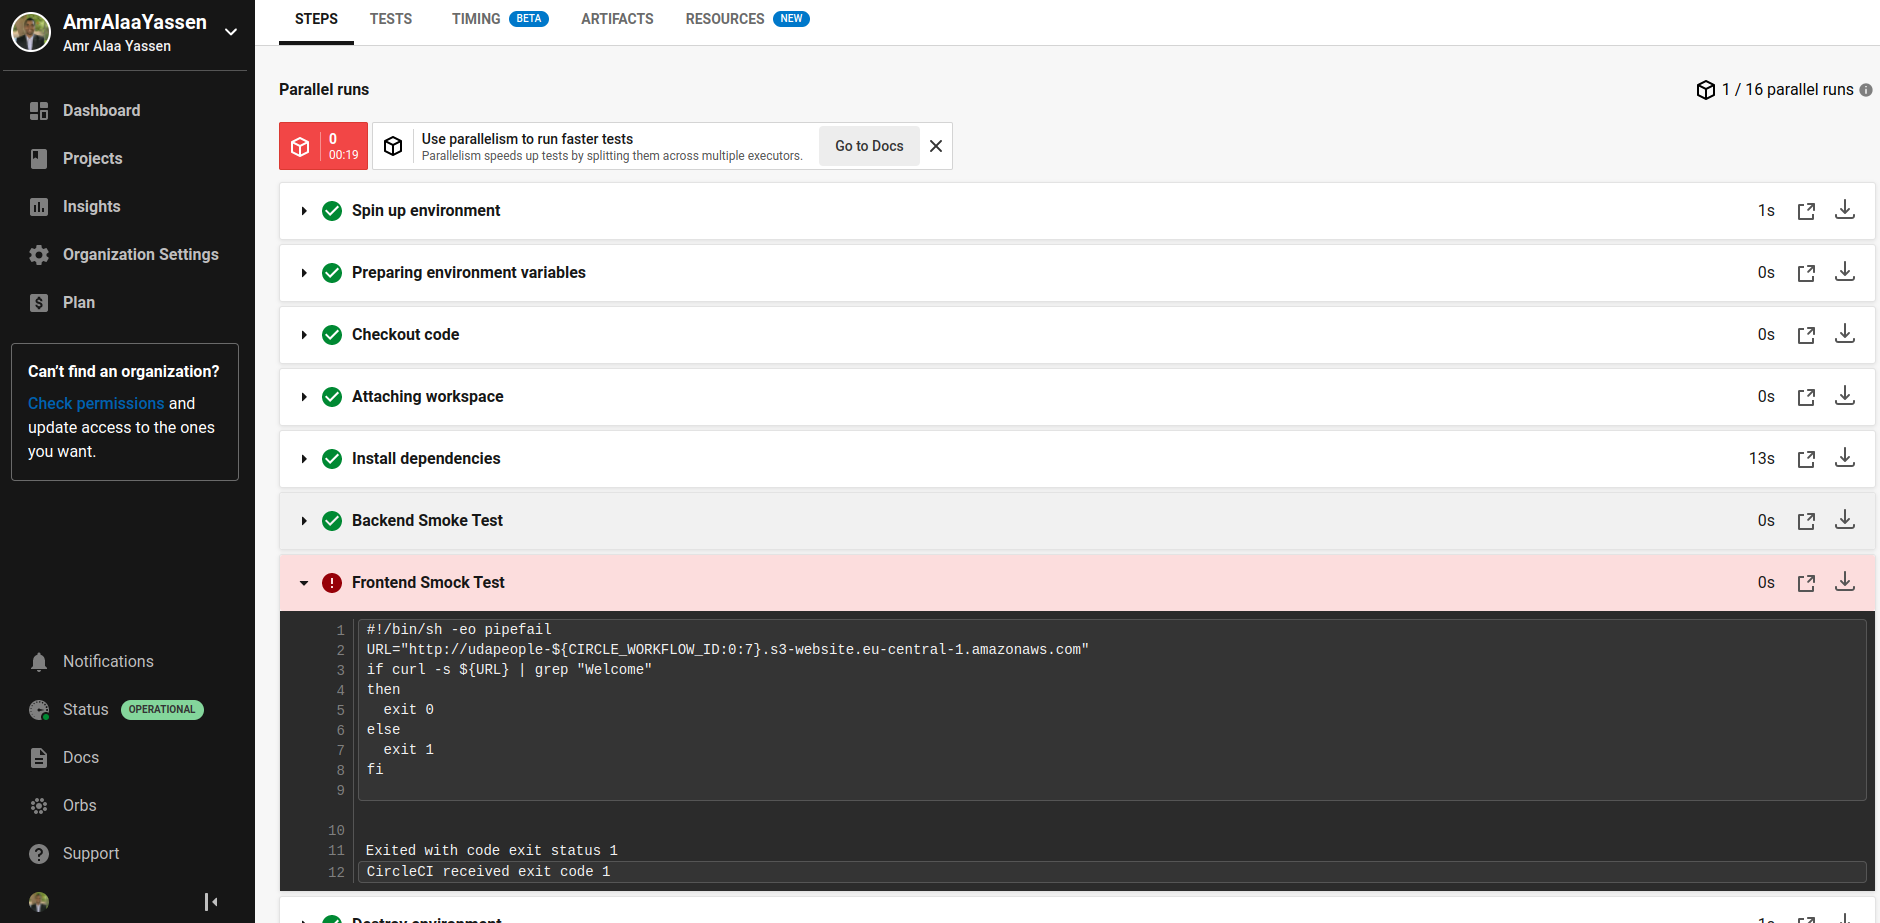 AmrAlaaYassen
Amr Alaa Yassen
Dashboard
Projects
Insights
Organization Settings
Plan
Can't find an organization?
Check permissions and
update access to the ones
you want.
Notifications
Status OPERATIONAL
Docs
Orbs
Support
STEPS TESTS TIMING BETA ARTIFACTS RESOURCES NEW
Parallel runs
1 / 16 parallel runs
0
00:19
Use parallelism to run faster tests
Parallelism speeds up tests by splitting them across multiple executors.
Go to Docs
Spin up environment 1s
Preparing environment variables 0s
Checkout code 0s
Attaching workspace 0s
Install dependencies 13s
Backend Smoke Test 0s
Frontend Smock Test 0s
1 #!/bin/sh -eo pipefail
2 URL="http://udapeople-${CIRCLE_WORKFLOW_ID:0:7}.s3-website.eu-central-1.amazonaws.com"
3 if curl -s ${URL} | grep "Welcome"
4 then
5 exit 0
6 else
7 exit 1
8 fi
9
10
11 Exited with code exit status 1
12 CircleCI received exit code 1
Destroy environment 1s